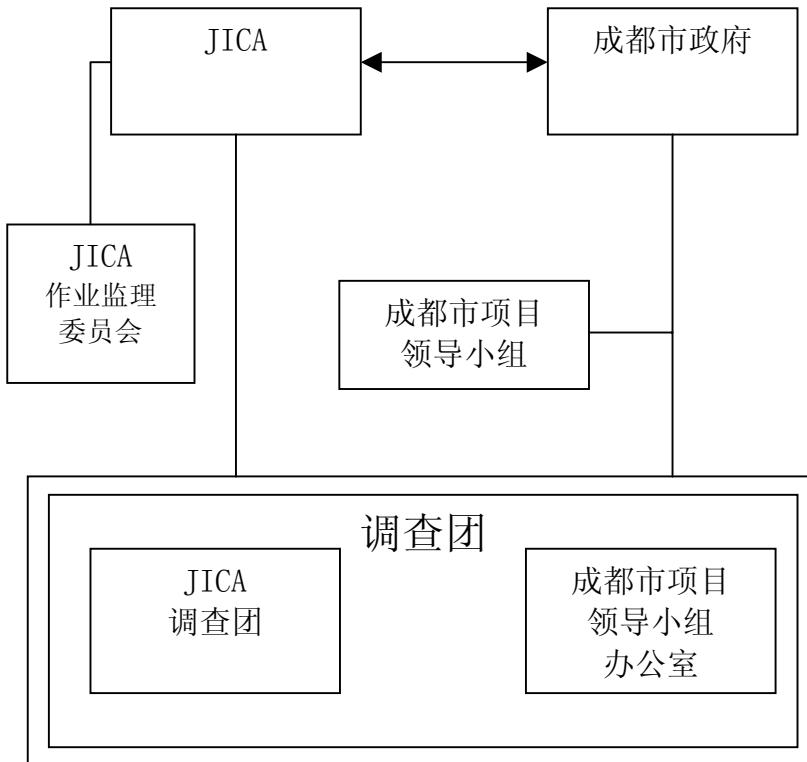 JICA
成都市政府
JICA
作业监理
委员会
成都市项目
领导小组
调查团
JICA
调查团
成都市项目
领导小组
办公室